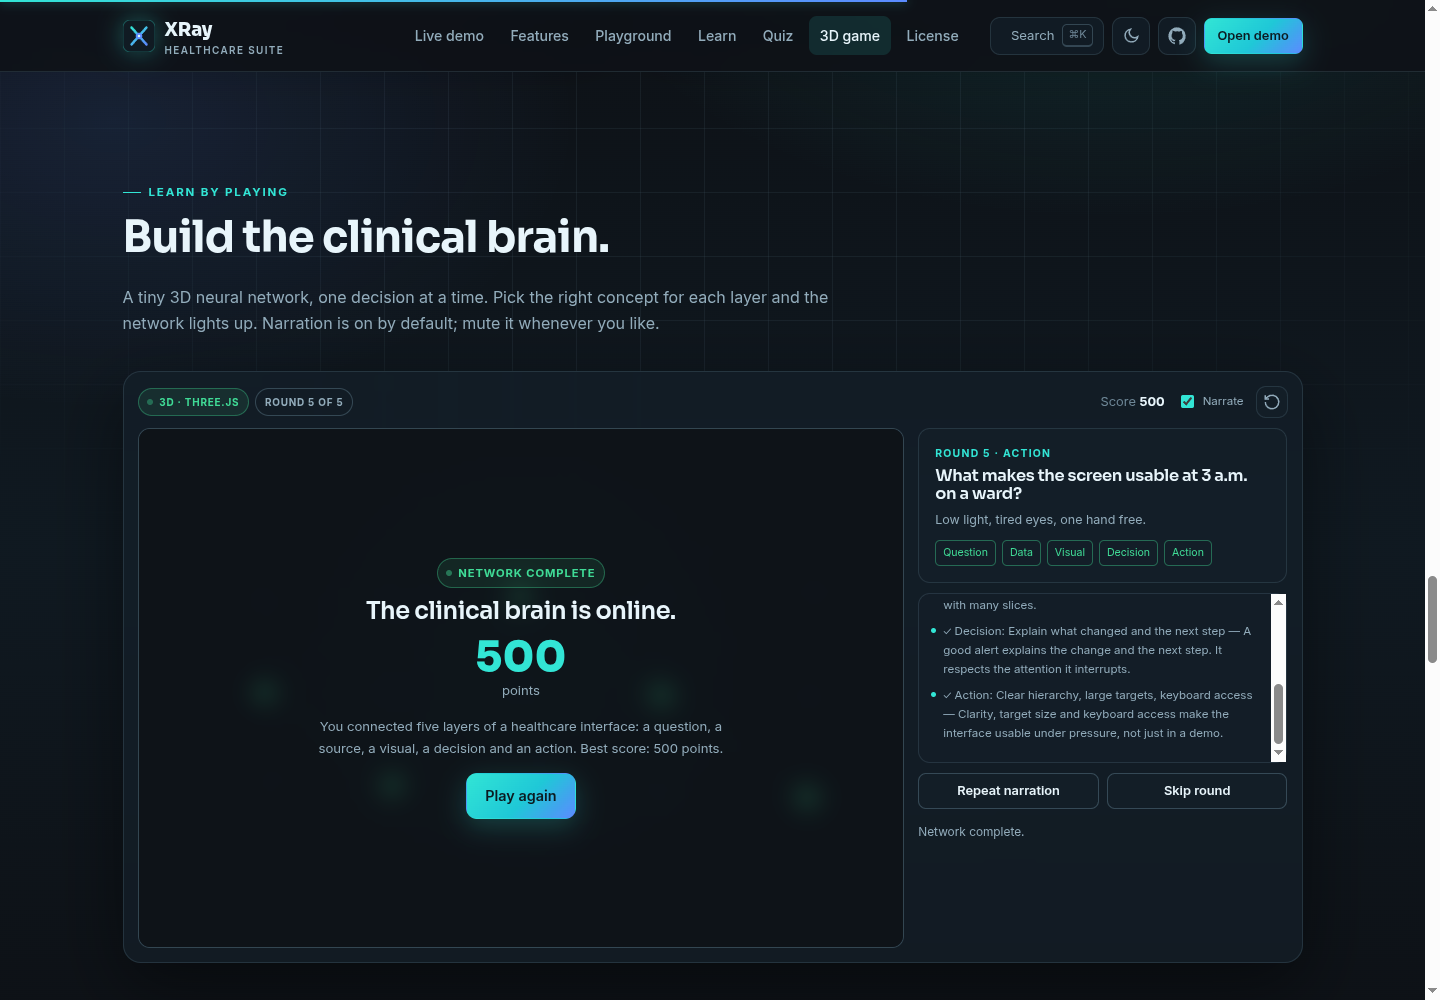 XRay
HEALTHCARE SUITE
Live demo
Features
Playground
Learn
Quiz
3D game
License
Search
⌘K
Open demo
LEARN BY PLAYING
Build the clinical brain.
A tiny 3D neural network, one decision at a time. Pick the right concept for each layer and the
network lights up. Narration is on by default; mute it whenever you like.
3D · THREE.JS
ROUND 5 OF 5
Score 500
Narrate
NETWORK COMPLETE
The clinical brain is online.
500
points
You connected five layers of a healthcare interface: a question, a
source, a visual, a decision and an action. Best score: 500 points.
Play again
ROUND 5 · ACTION
What makes the screen usable at 3 a.m.
on a ward?
Low light, tired eyes, one hand free.
Question
Data
Visual
Decision
Action
with many slices.
✓ Decision: Explain what changed and the next step — A
good alert explains the change and the next step. It
respects the attention it interrupts.
✓ Action: Clear hierarchy, large targets, keyboard access
— Clarity, target size and keyboard access make the
interface usable under pressure, not just in a demo.
Repeat narration
Skip round
Network complete.